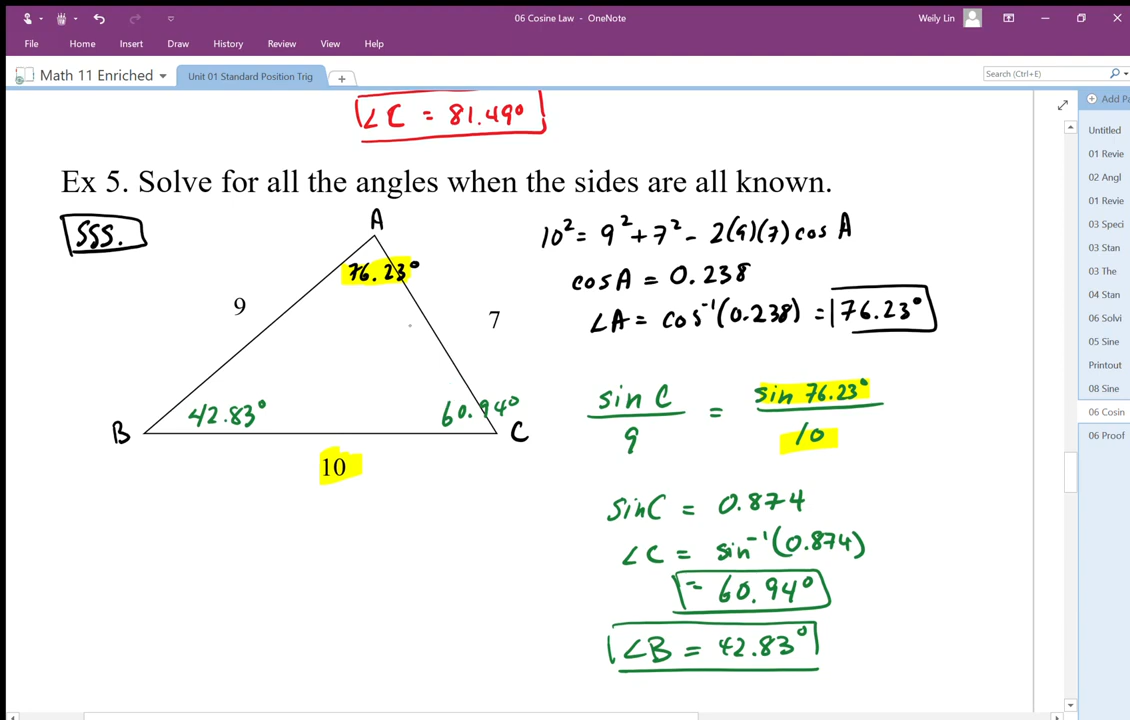 06 Cosine Law - OneNote
Weily Lin
File Home Insert Draw History Review View Help
Math 11 Enriched
Unit 01 Standard Position Trig
+
Search (Ctrl+E)
Add Pa
Untitled
01 Revie
02 Angl
01 Revie
03 Speci
03 Stan
03 The
04 Stan
06 Solvi
05 Sine
Printout
08 Sine
06 Cosin
06 Proof
∠C = 81.49°
Ex 5. Solve for all the angles when the sides are all known.
SSS.
A
76.23°
9
7
42.83°
60.94°
B
C
10
10² = 9² + 7² - 2(9)(7) cos A
cosA = 0.238
∠A = cos⁻¹(0.238) = 76.23°
sin C / 9 = sin 76.23° / 10
sinC = 0.874
∠C = sin⁻¹(0.874)
= 60.94°
∠B = 42.83°